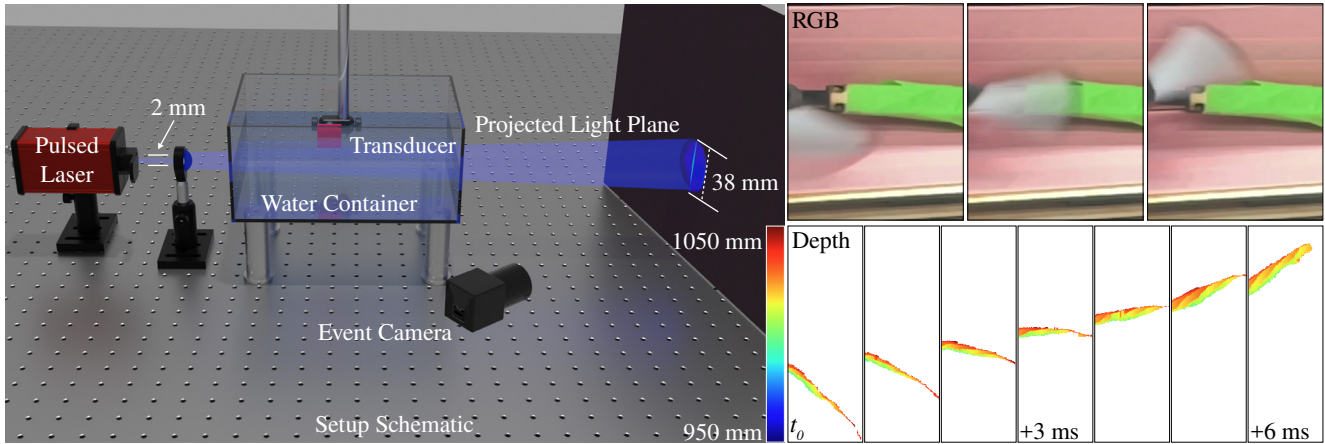 2 mm
Pulsed
Laser
Transducer
Projected Light Plane
38 mm
Water Container
Event Camera
Setup Schematic
1050 mm
950 mm
RGB
Depth
t0
+3 ms
+6 ms